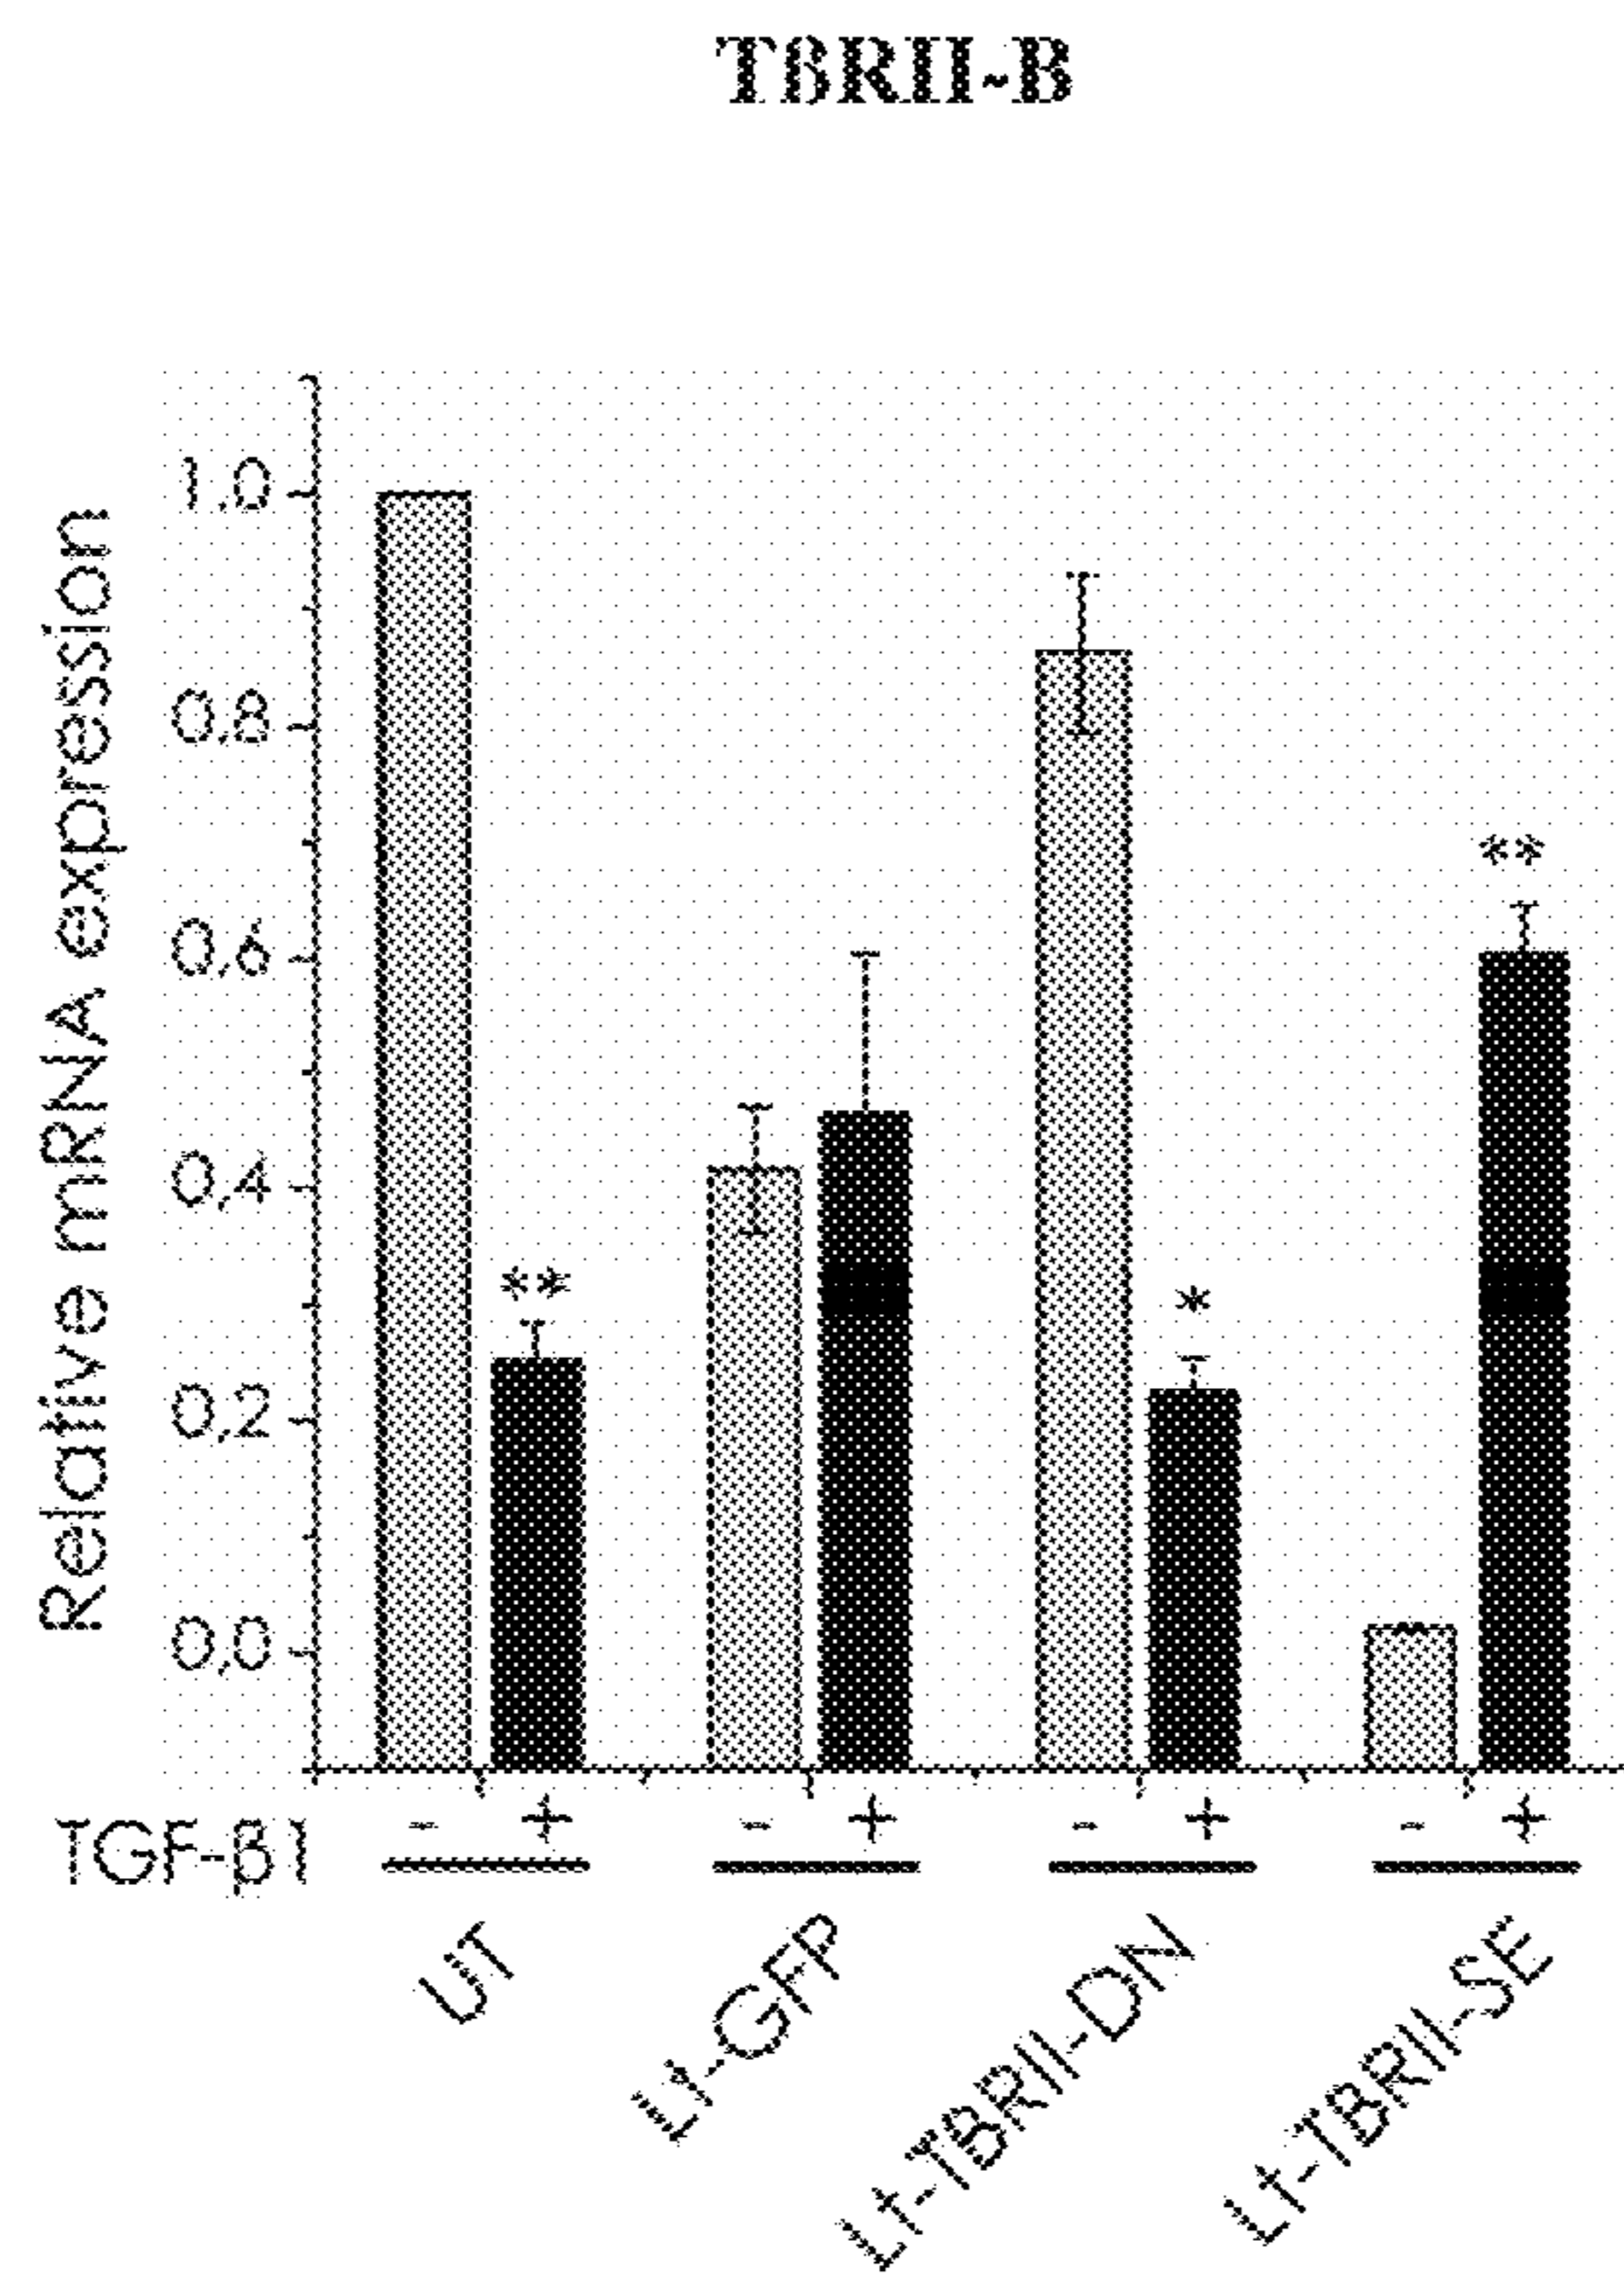 TβRII-B
Relative mRNA expression
1,0
0,8
0,6
0,4
0,2
0,0
**
*
**
TGF-β1 - + - + - + - +
UT
Lt-GFP
Lt-TBRII-DN
Lt-TBRII-SE